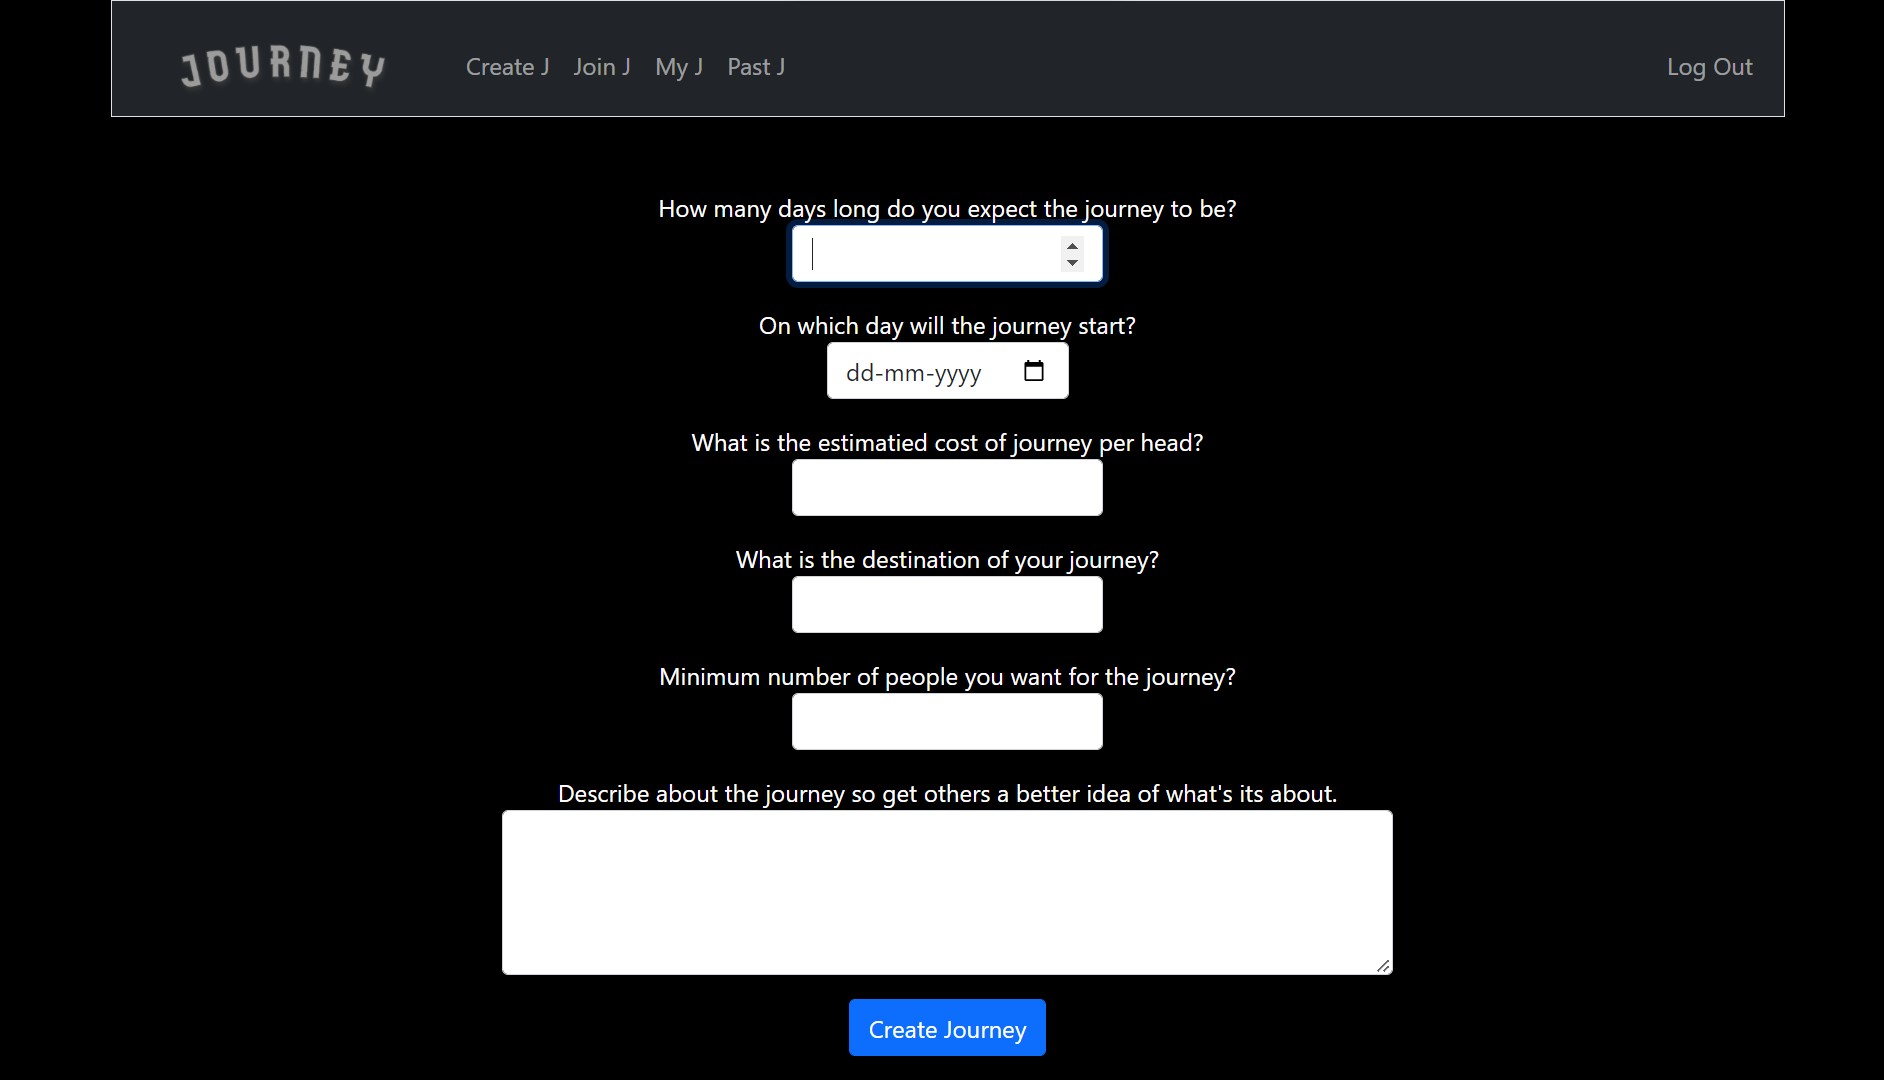 JOURNEY
Create J
Join J
My J
Past J
Log Out
How many days long do you expect the journey to be?
On which day will the journey start?
dd-mm-yyyy
What is the estimatied cost of journey per head?
What is the destination of your journey?
Minimum number of people you want for the journey?
Describe about the journey so get others a better idea of what's its about.
Create Journey